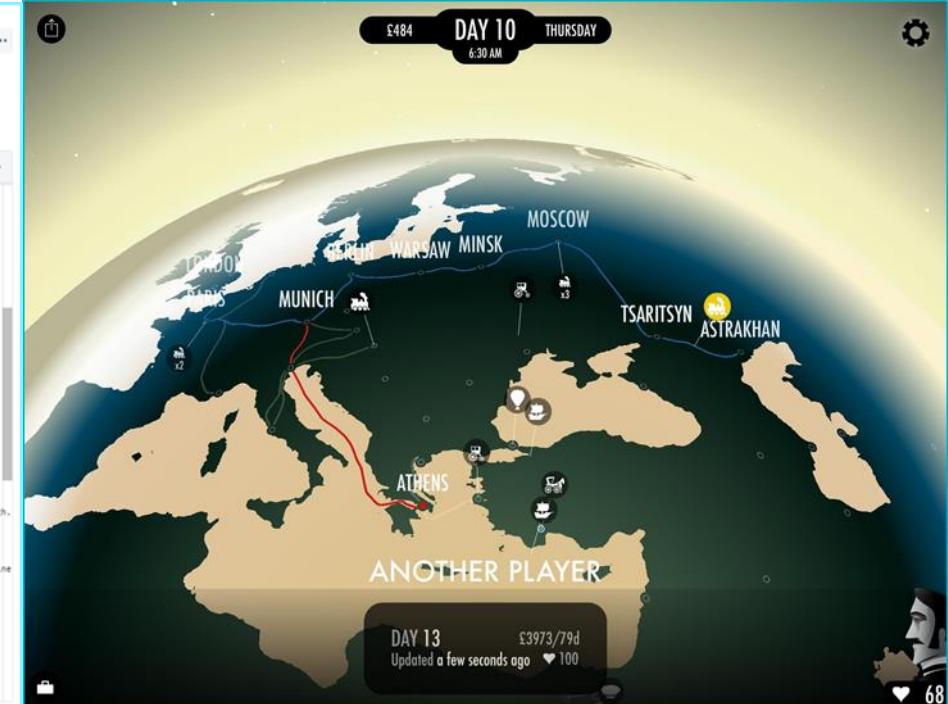 £484
DAY 10
THURSDAY
6:30 AM
MOSCOW
LONDON
BERLIN
WARSAW
MINSK
PARIS
MUNICH
x3
TSARITSYN
ASTRAKHAN
x2
ATHENS
ANOTHER PLAYER
DAY 13
£3973/79d
Updated a few seconds ago
100
68